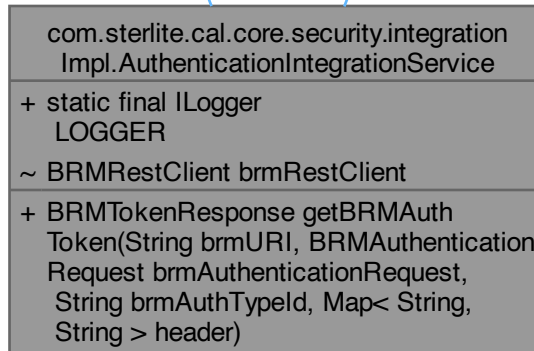 com.sterlite.cal.core.security.integration
Impl.AuthenticationIntegrationService
+ static final ILogger
LOGGER
~ BRMRestClient brmRestClient
+ BRMTokenResponse getBRMAuth
Token(String brmURI, BRMAuthentication
Request brmAuthenticationRequest,
String brmAuthTypeId, Map< String,
String > header)